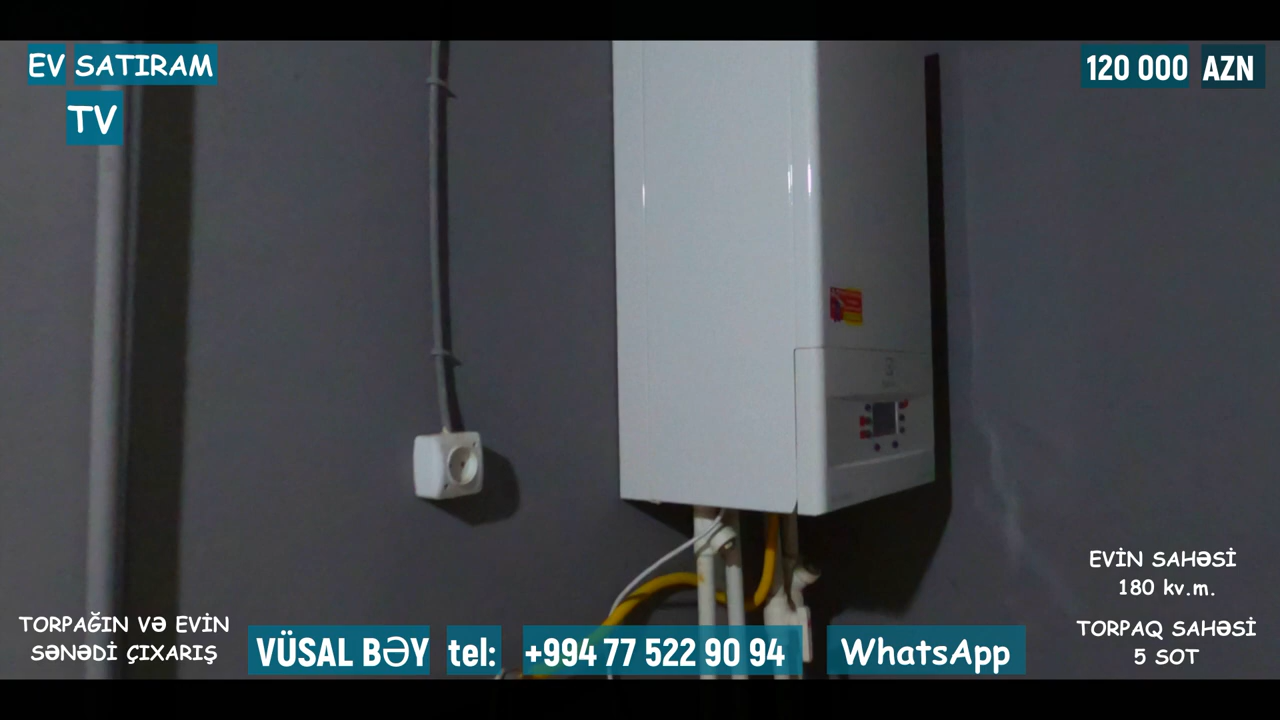 EV SATIRAM
TV
120 000 AZN
EVİN SAHƏSİ
180 kv.m.
TORPAQ SAHƏSİ
5 SOT
TORPAĞIN VƏ EVİN
SƏNƏDİ ÇIXARIŞ
VÜSAL BƏY tel: +994 77 522 90 94 WhatsApp